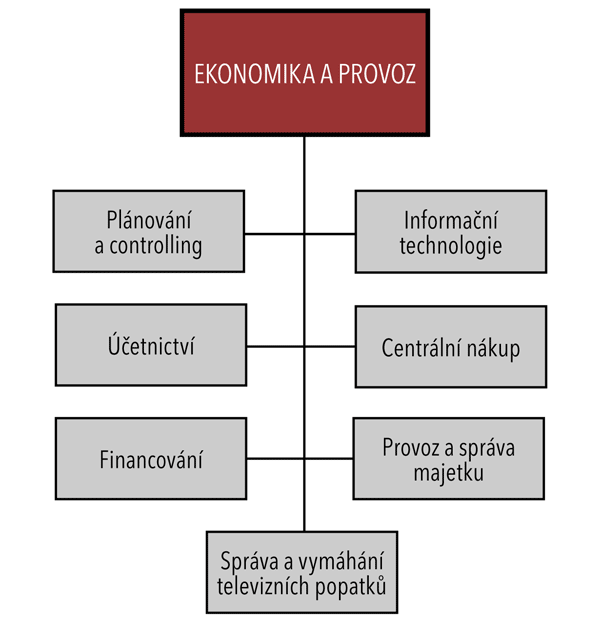 EKONOMIKA A PROVOZ
Plánování
a controlling
Informační
technologie
Účetnictví
Centrální nákup
Financování
Provoz a správa
majetku
Správa a vymáhání
televizních popatků